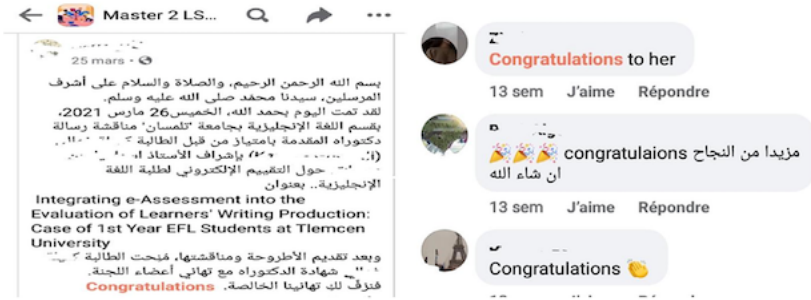 Master 2 LS...
25 mars
بسم الله الرحمن الرحيم، والصلاة والسلام على أشرف
المرسلين، سيدنا محمد صلى الله عليه وسلم.
لقد تمت اليوم بحمد الله، الخميس26 مارس 2021،
بقسم اللغة الإنجليزية بجامعة 'تلمسان' مناقشة رسالة
دكتوراه المقدمة بامتياز من قبل الطالبة
بإشراف الأستاذ
حول التقييم الإلكتروني لطلبة اللغة
الإنجليزية.. بعنوان
Integrating e-Assessment into the
Evaluation of Learners' Writing Production:
Case of 1st Year EFL Students at Tlemcen
University
وبعد تقديم الأطروحة ومناقشتها، مُنِحت الطالبة
شهادة الدكتوراه مع تهاني أعضاء اللجنة.
فنزفّ لكِ تهانينا الخالصة. Congratulations
Congratulations to her
13 sem J'aime Répondre
مزيدا من النجاح congratulaions 🎉🎉🎉
ان شاء الله
13 sem J'aime Répondre
Congratulations 👏